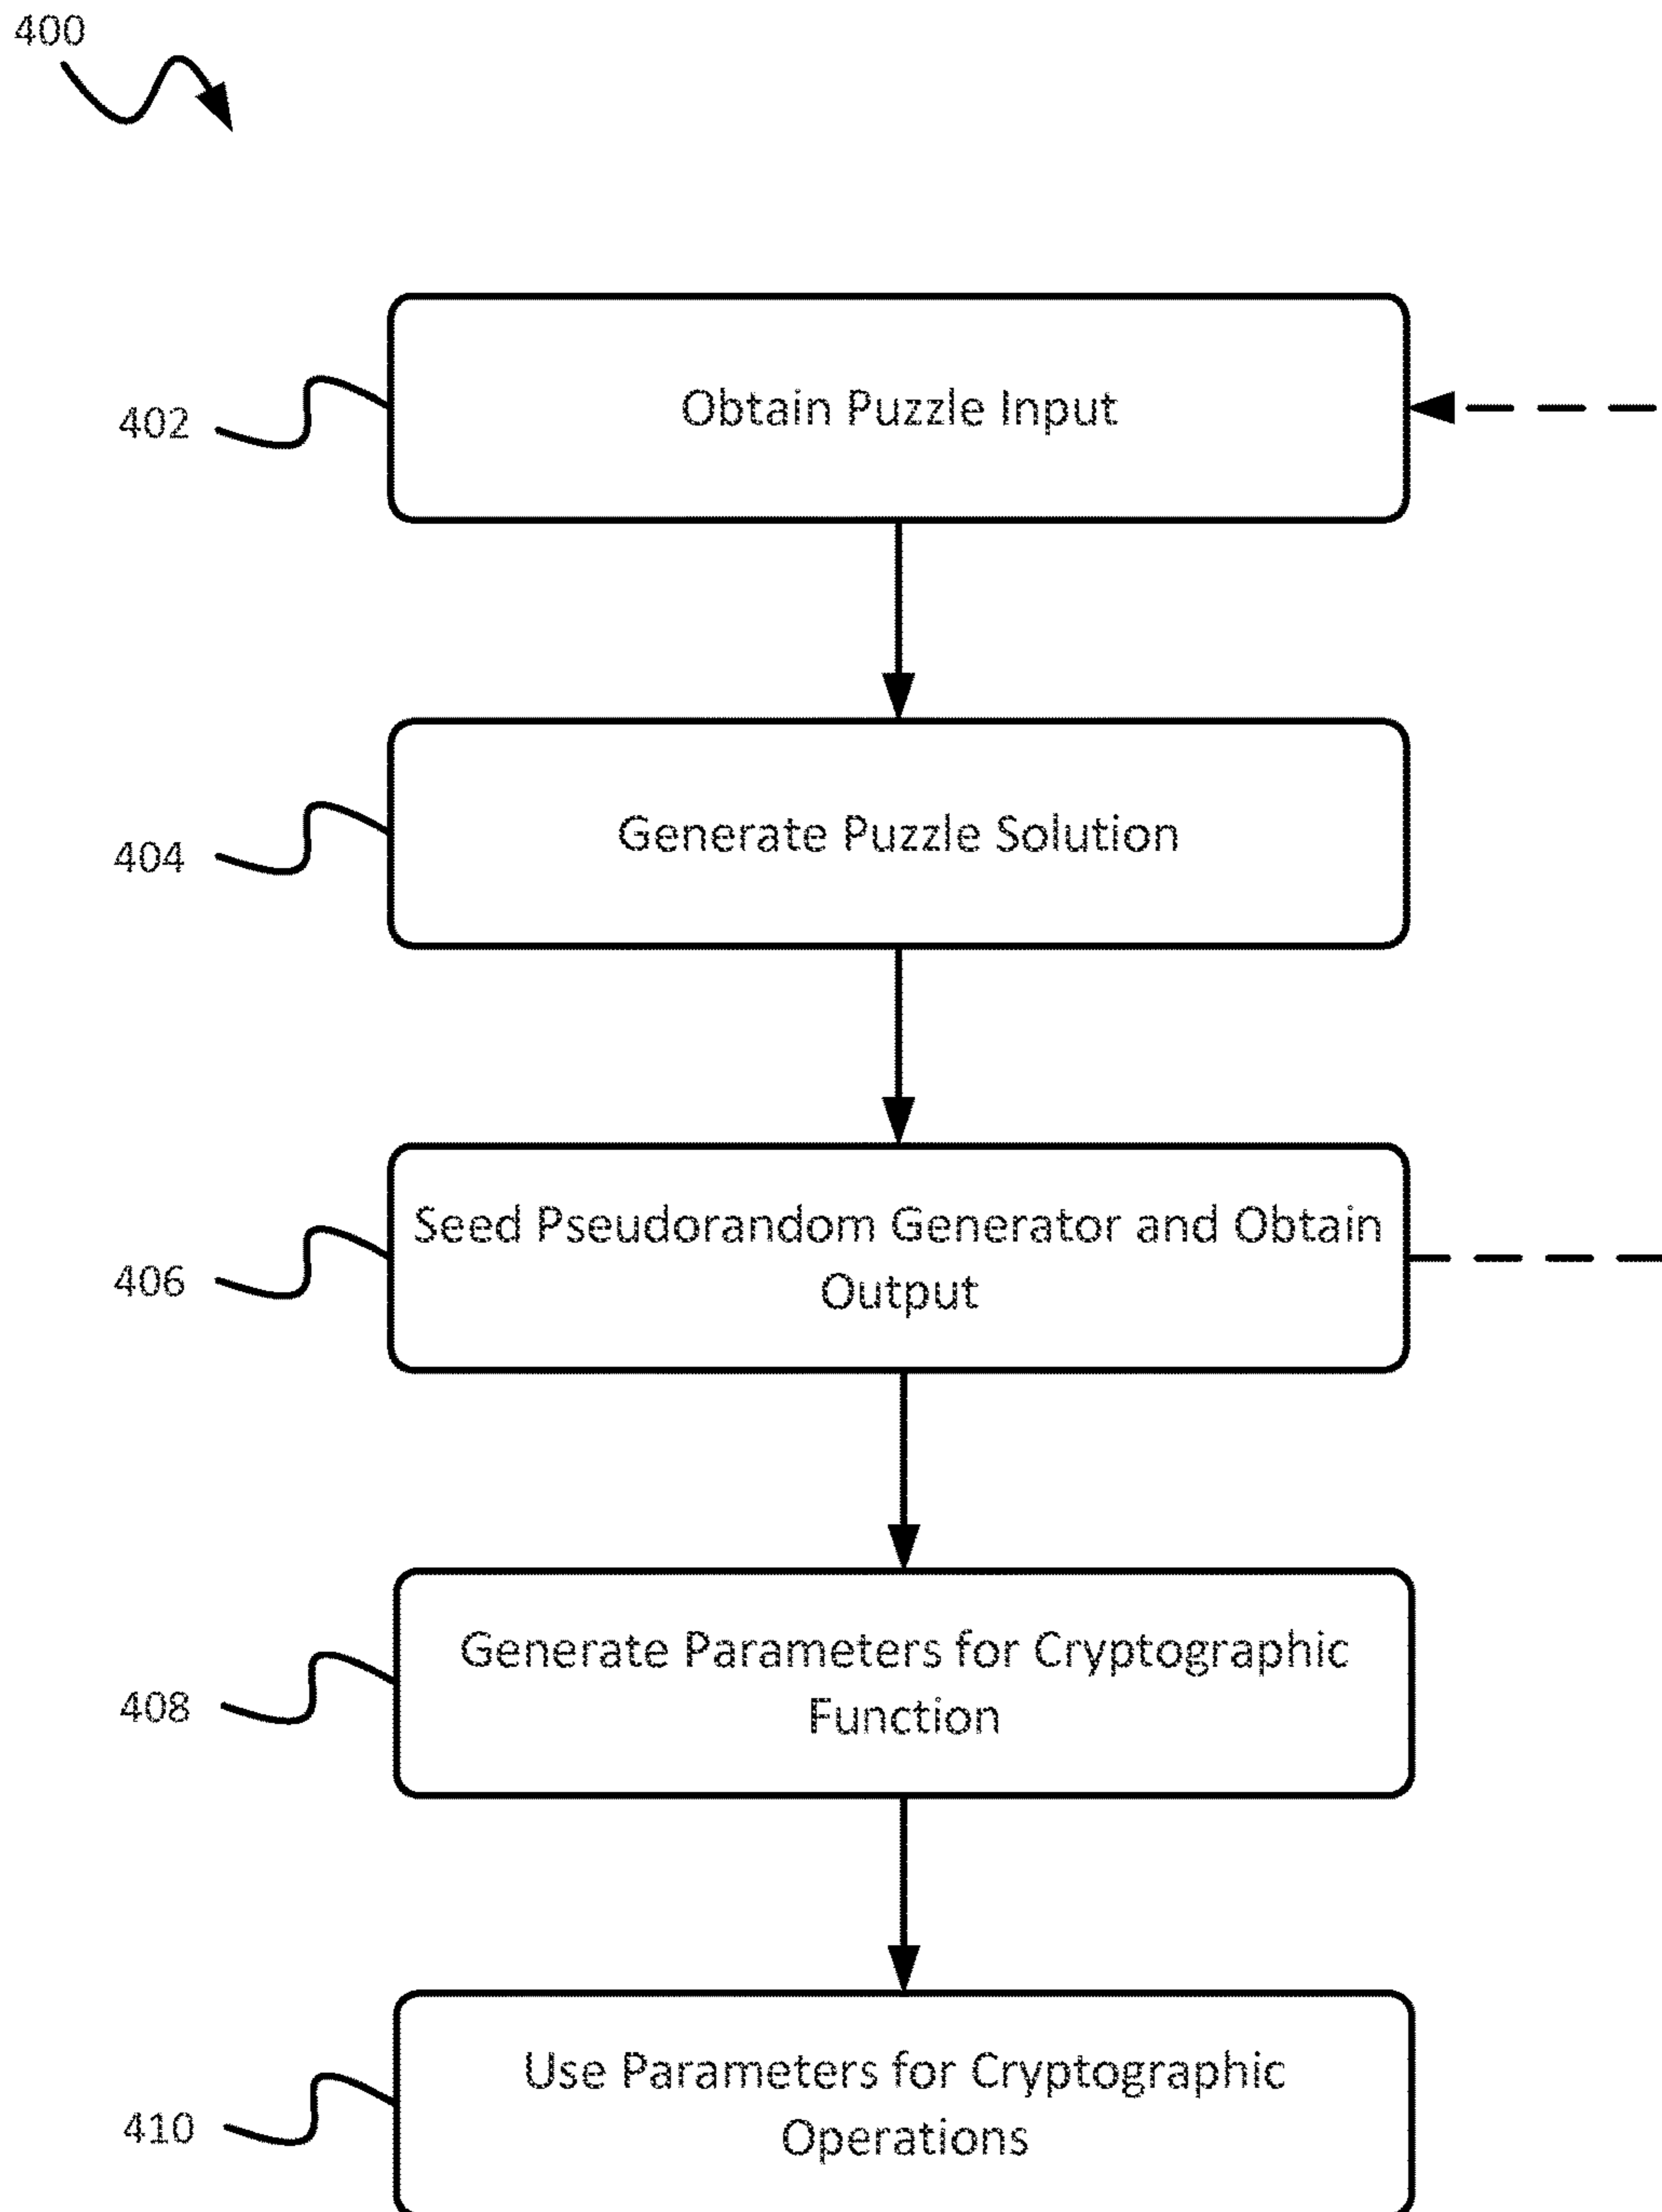 400
402
Obtain Puzzle Input
404
Generate Puzzle Solution
406
Seed Pseudorandom Generator and Obtain
Output
408
Generate Parameters for Cryptographic
Function
410
Use Parameters for Cryptographic
Operations